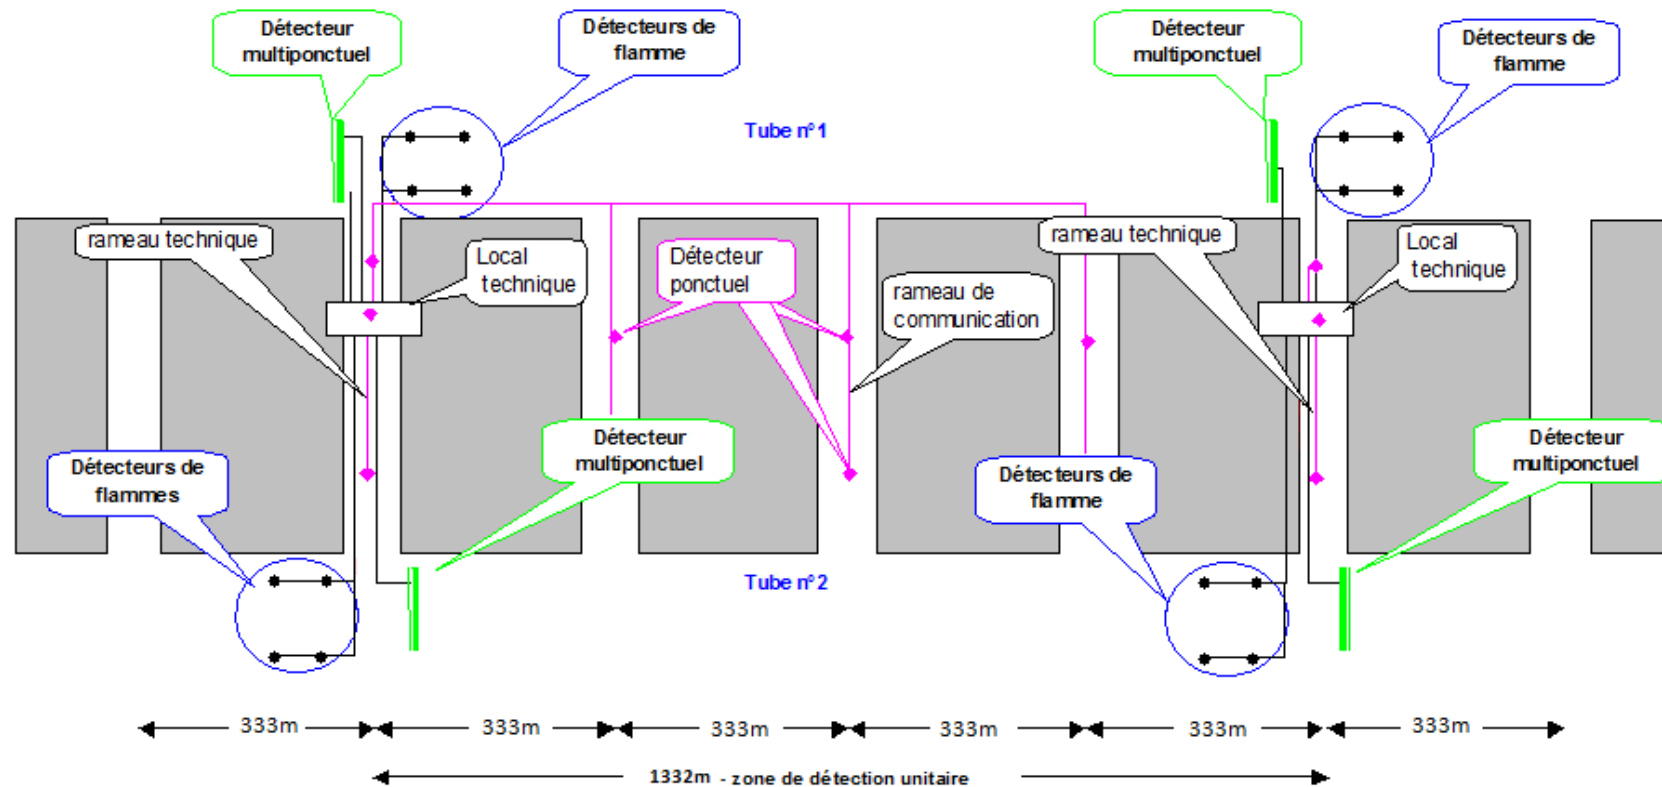 Détecteur
multiponctuel
Détecteurs de
flamme
Détecteur
multiponctuel
Détecteurs de
flamme
Tube n°1
rameau technique
Local
technique
Détecteur
ponctuel
rameau de
communication
rameau technique
Local
technique
Détecteurs de
flammes
Détecteur
multiponctuel
Détecteurs de
flamme
Détecteur
multiponctuel
Tube n°2
333m
333m
333m
333m
333m
333m
1332m - zone de détection unitaire